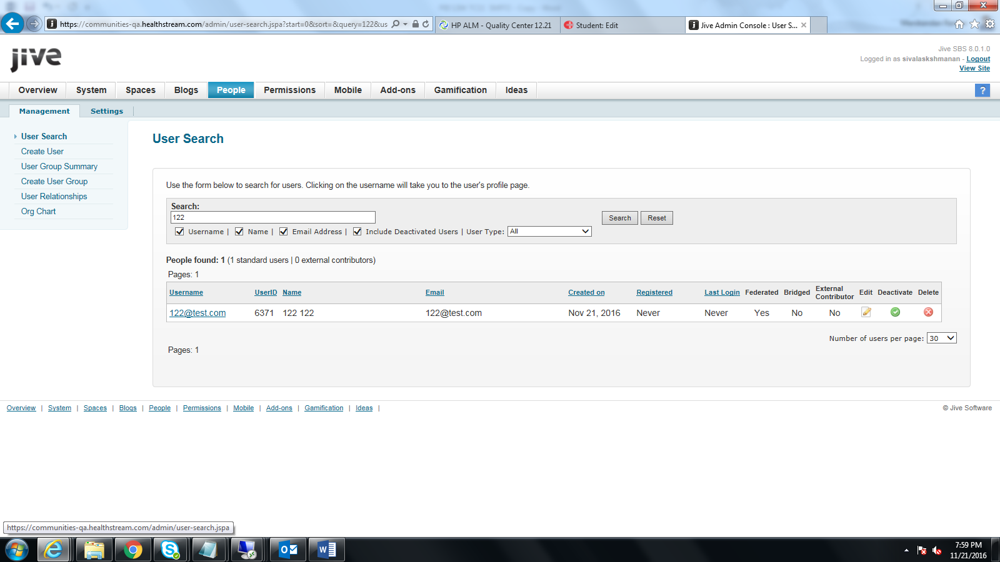 https://communities-qa.healthstream.com/admin/user-search.jspa?start=0&sort=&query=122&us
HP ALM - Quality Center 12.21
Student: Edit
Jive Admin Console : User S...
jive
Jive SBS 8.0.1.0
Logged in as sivalaskshmanan - Logout
View Site
Overview System Spaces Blogs People Permissions Mobile Add-ons Gamification Ideas ?
Management Settings
User Search
Create User
User Group Summary
Create User Group
User Relationships
Org Chart
User Search
Use the form below to search for users. Clicking on the username will take you to the user's profile page.
Search:
122
Search Reset
Username | Name | Email Address | Include Deactivated Users | User Type: All
People found: 1 (1 standard users | 0 external contributors)
Pages: 1
Username UserID Name Email Created on Registered Last Login Federated Bridged External Contributor Edit Deactivate Delete
122@test.com 6371 122 122 122@test.com Nov 21, 2016 Never Never Yes No No
Number of users per page: 30
Pages: 1
Overview | System | Spaces | Blogs | People | Permissions | Mobile | Add-ons | Gamification | Ideas |
© Jive Software
https://communities-qa.healthstream.com/admin/user-search.jspa
7:59 PM
11/21/2016